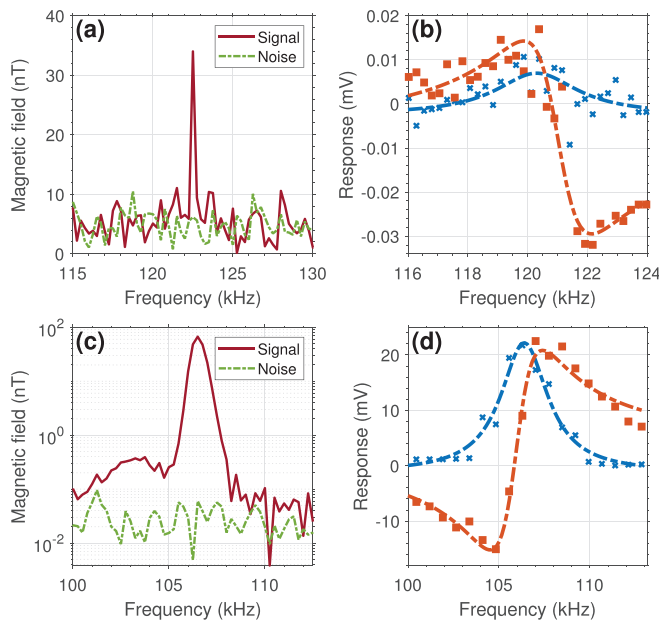 (a)
Signal
Noise
40
30
20
10
0
115 120 125 130
Magnetic field (nT)
Frequency (kHz)
(b)
0.02
0.01
0
-0.01
-0.02
-0.03
116 118 120 122 124
Response (mV)
Frequency (kHz)
(c)
Signal
Noise
10^2
10^0
10^-2
100 105 110
Magnetic field (nT)
Frequency (kHz)
(d)
20
10
0
-10
100 105 110
Response (mV)
Frequency (kHz)